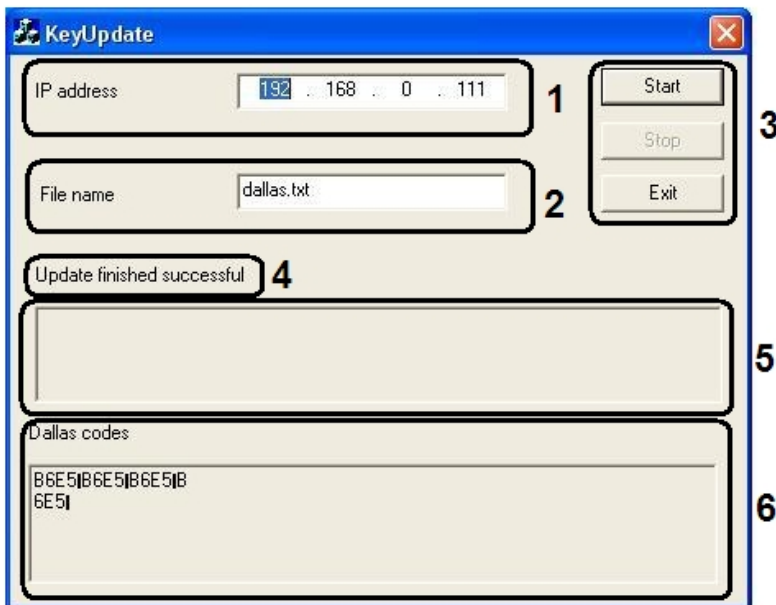 KeyUpdate
IP address 192 . 168 . 0 . 111 1
Start
Stop
Exit
3
File name dallas.txt 2
Update finished successful 4
5
Dallas codes
B6E5|B6E5|B6E5|B
6E5|
6